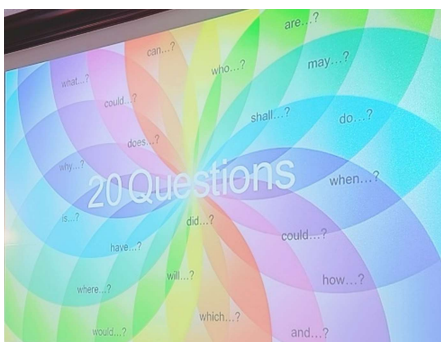 are...?
can...?
who...?
may...?
what...?
could...?
shall...?
do...?
does...?
why...?
20 Questions
when...?
is...?
did...?
could...?
have...?
will...?
how...?
where...?
which...?
would...?
and...?